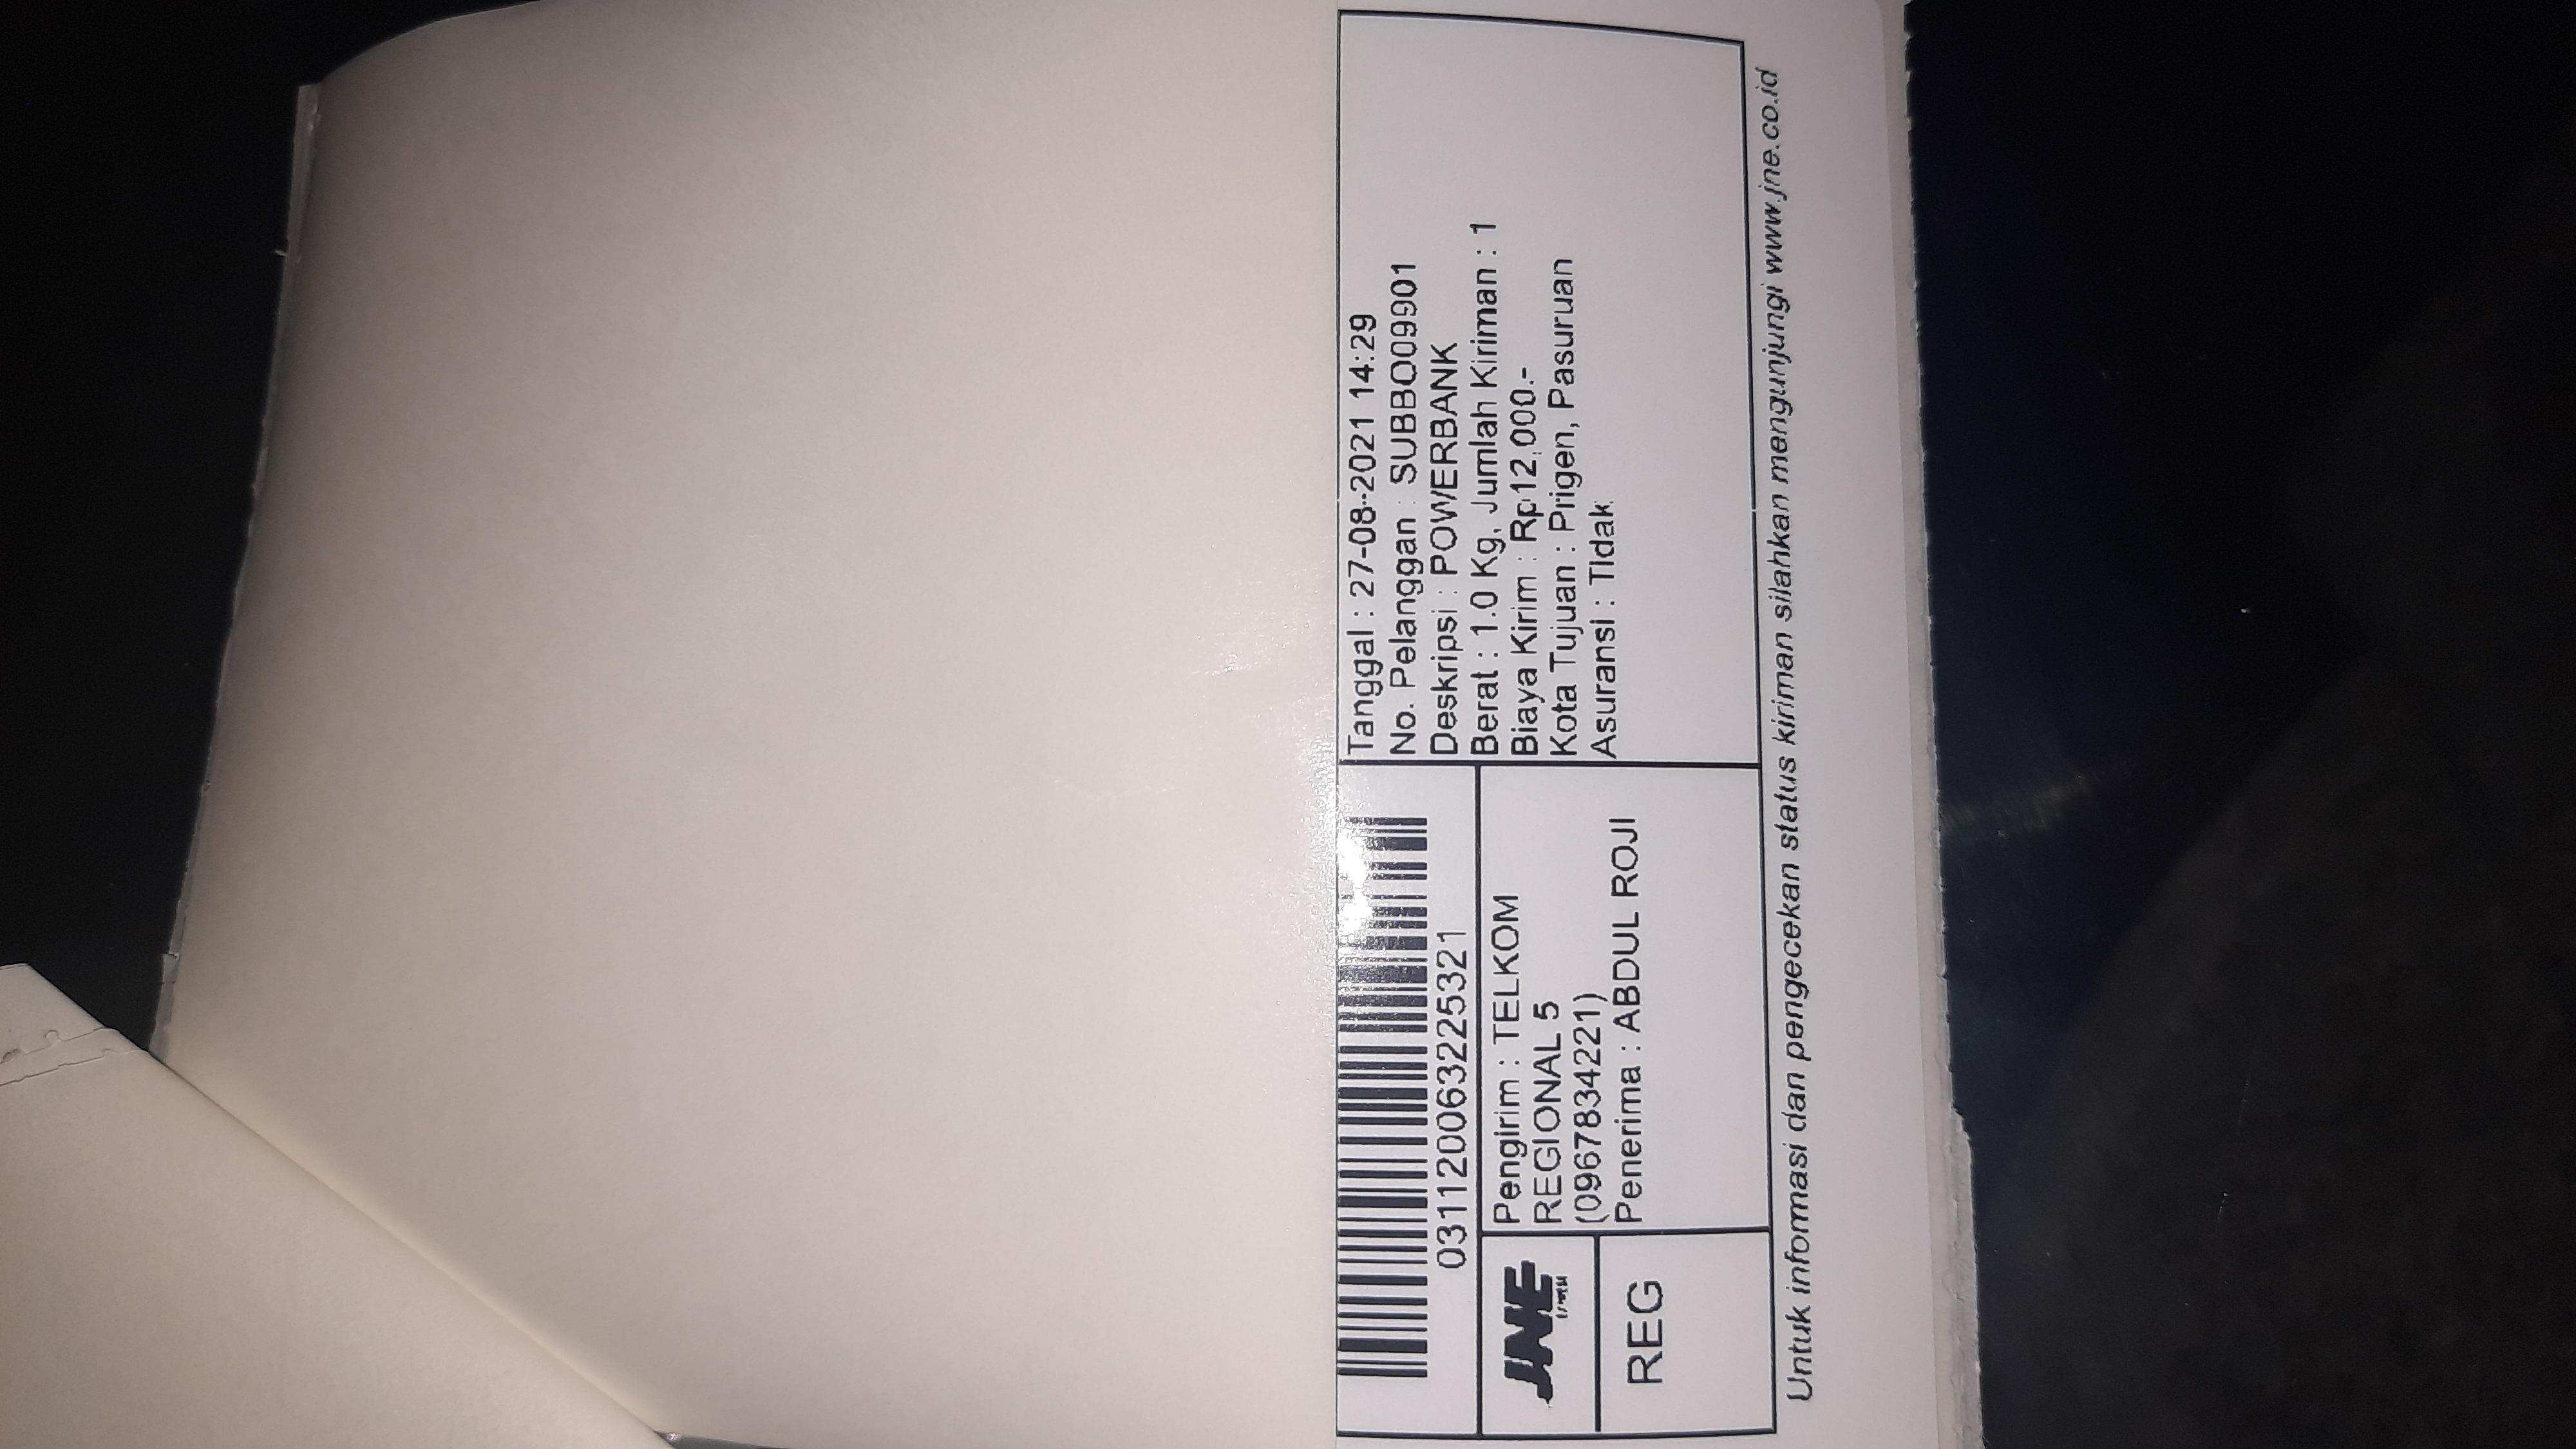 031120063225321
JNE
REG
Pengirim : TELKOM
REGIONAL 5
(0967834221)
Penerima : ABDUL ROJI
Tanggal : 27-08-2021 14:29
No. Pelanggan : SUBBO09901
Deskripsi : POWERBANK
Berat : 1.0 Kg, Jumlah Kiriman : 1
Biaya Kirim : Rp12,000.-
Kota Tujuan : Prigen, Pasuruan
Asuransi : Tidak
Untuk informasi dan pengecekan status kiriman silahkan mengunjungi www.jne.co.id